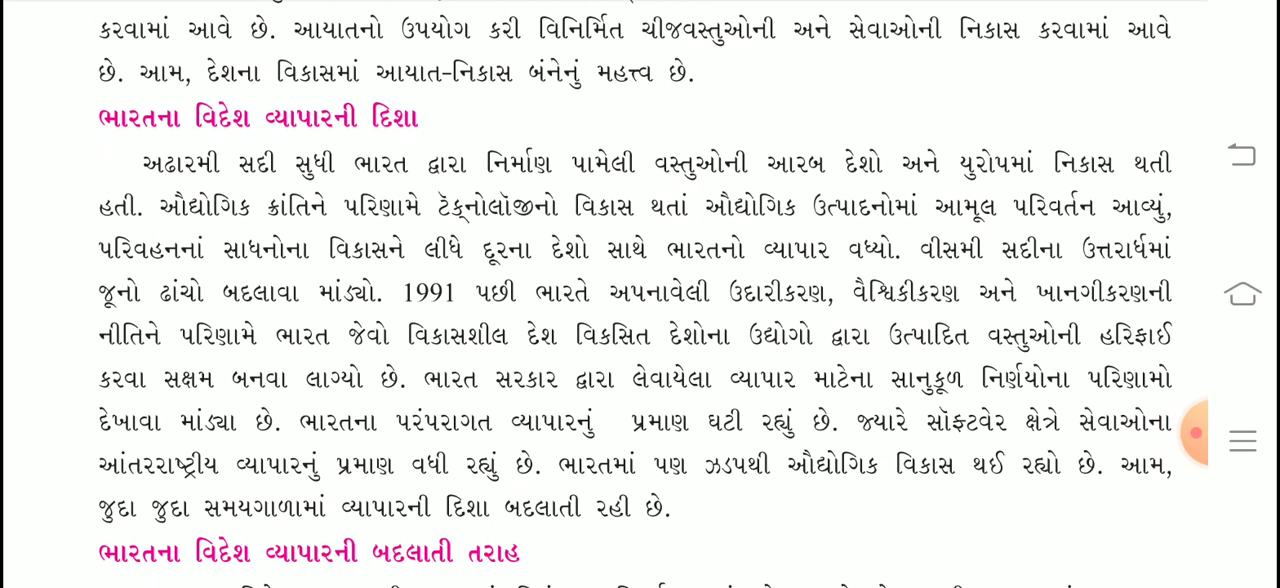 કરવામાં આવે છે. આયાતનો ઉપયોગ કરી વિનિર્મિત ચીજવસ્તુઓની અને સેવાઓની નિકાસ કરવામાં આવે
છે. આમ, દેશના વિકાસમાં આયાત-નિકાસ બંનેનું મહત્ત્વ છે.
ભારતના વિદેશ વ્યાપારની દિશા
અઢારમી સદી સુધી ભારત દ્વારા નિર્માણ પામેલી વસ્તુઓની આરબ દેશો અને યુરોપમાં નિકાસ થતી
હતી. ઔદ્યોગિક ક્રાંતિને પરિણામે ટૅક્નોલૉજીનો વિકાસ થતાં ઔદ્યોગિક ઉત્પાદનોમાં આમૂલ પરિવર્તન આવ્યું,
પરિવહનનાં સાધનોના વિકાસને લીધે દૂરના દેશો સાથે ભારતનો વ્યાપાર વધ્યો. વીસમી સદીના ઉત્તરાર્ધમાં
જૂનો ઢાંચો બદલાવા માંડ્યો. 1991 પછી ભારતે અપનાવેલી ઉદારીકરણ, વૈશ્વિકીકરણ અને ખાનગીકરણની
નીતિને પરિણામે ભારત જેવો વિકાસશીલ દેશ વિકસિત દેશોના ઉદ્યોગો દ્વારા ઉત્પાદિત વસ્તુઓની હરિફાઈ
કરવા સક્ષમ બનવા લાગ્યો છે. ભારત સરકાર દ્વારા લેવાયેલા વ્યાપાર માટેના સાનુકૂળ નિર્ણયોના પરિણામો
દેખાવા માંડ્યા છે. ભારતના પરંપરાગત વ્યાપારનું પ્રમાણ ઘટી રહ્યું છે. જ્યારે સૉફ્ટવેર ક્ષેત્રે સેવાઓના
આંતરરાષ્ટ્રીય વ્યાપારનું પ્રમાણ વધી રહ્યું છે. ભારતમાં પણ ઝડપથી ઔદ્યોગિક વિકાસ થઈ રહ્યો છે. આમ,
જુદા જુદા સમયગાળામાં વ્યાપારની દિશા બદલાતી રહી છે.
ભારતના વિદેશ વ્યાપારની બદલાતી તરાહ